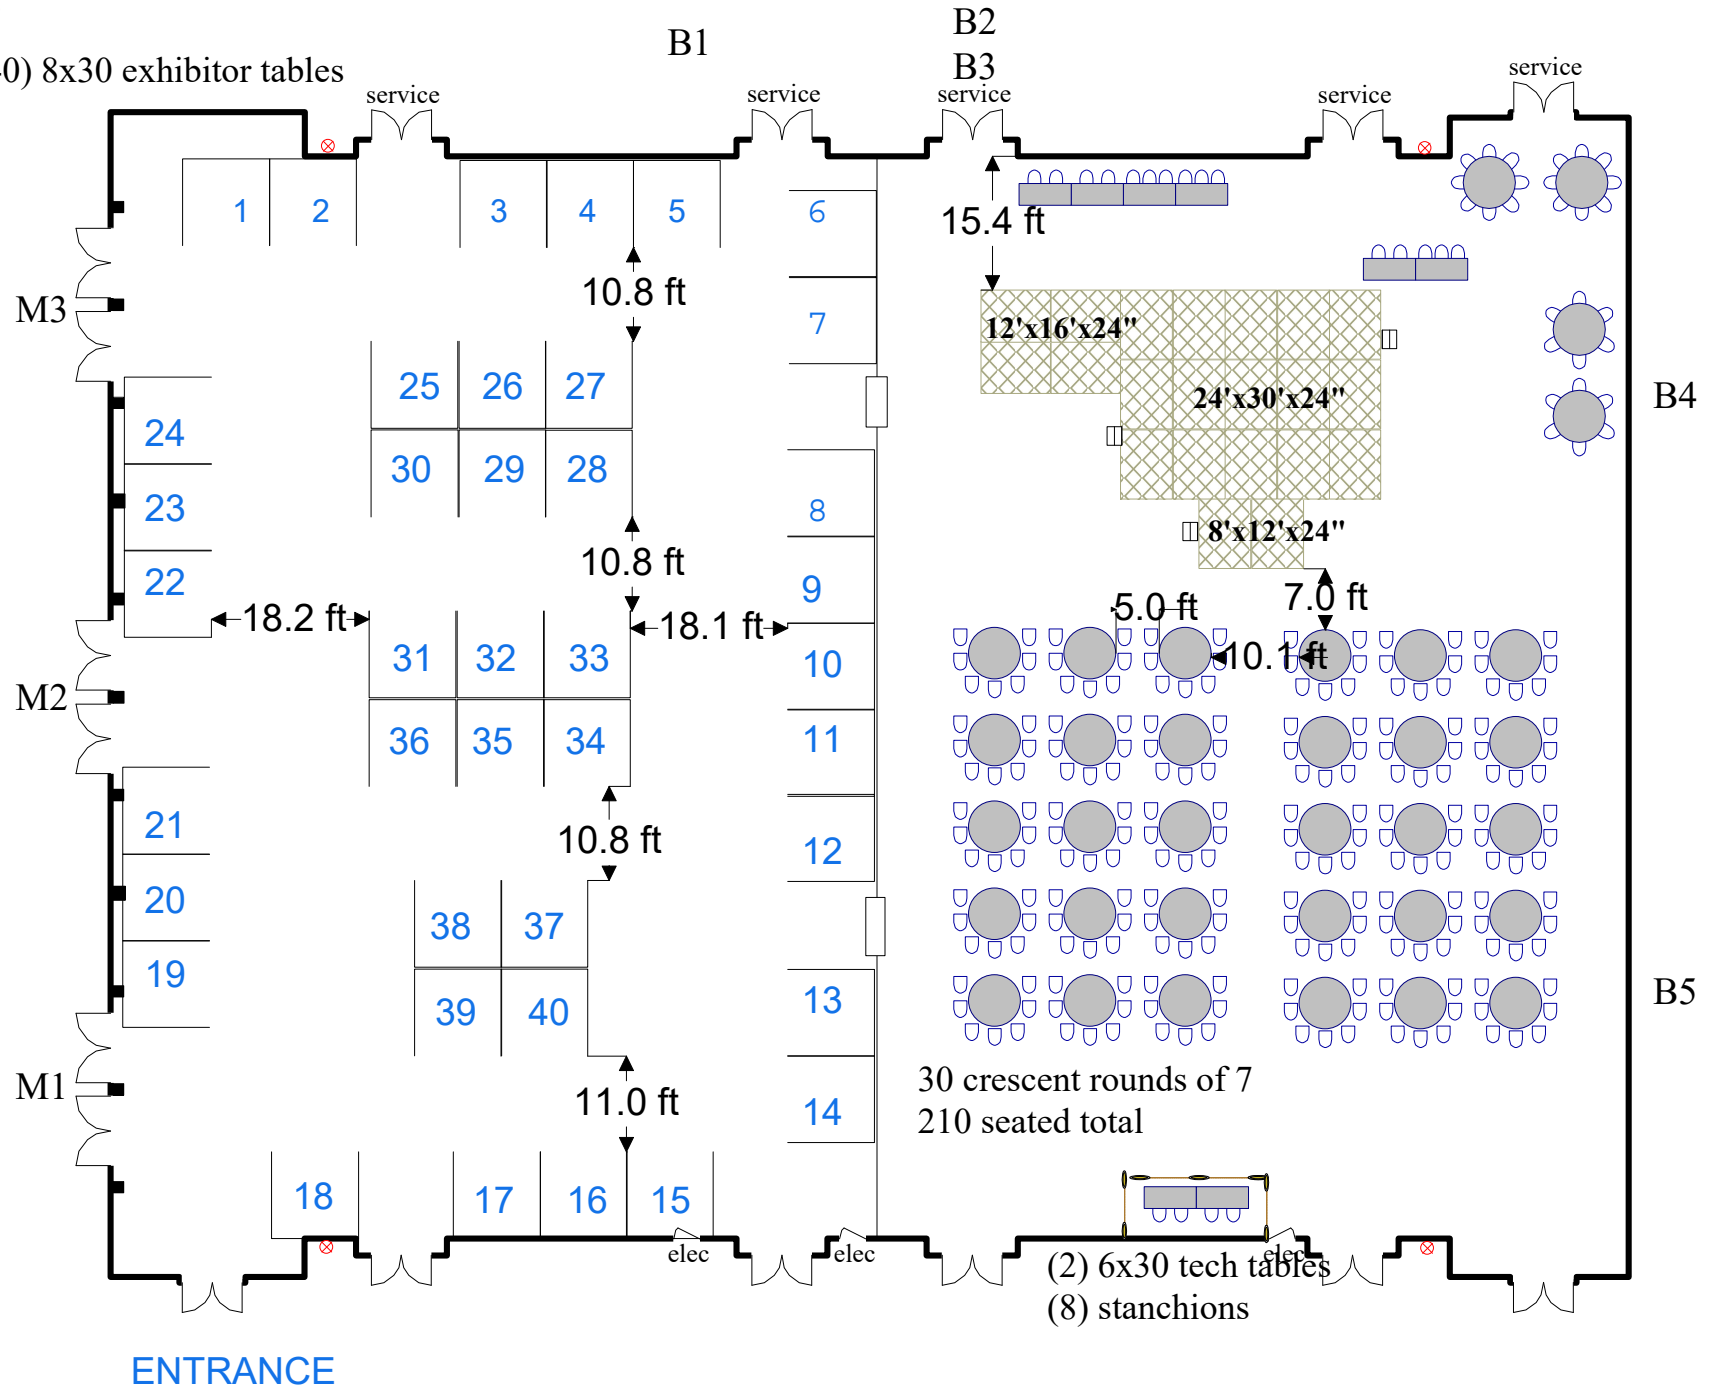 B1
B2
B3
0) 8x30 exhibitor tables
service
service
service
service
service
1
2
3
4
5
6
7
15.4 ft
10.8 ft
M3
12'x16'x24"
24'x30'x24"
8'x12'x24"
B4
25
26
27
30
29
28
24
23
22
8
9
10
11
12
10.8 ft
18.2 ft
18.1 ft
5.0 ft
7.0 ft
10.1 ft
31
32
33
36
35
34
M2
21
20
19
10.8 ft
38
37
39
40
13
14
B5
M1
11.0 ft
30 crescent rounds of 7
210 seated total
18
17
16
15
elec
elec
elec
(2) 6x30 tech tables
(8) stanchions
ENTRANCE